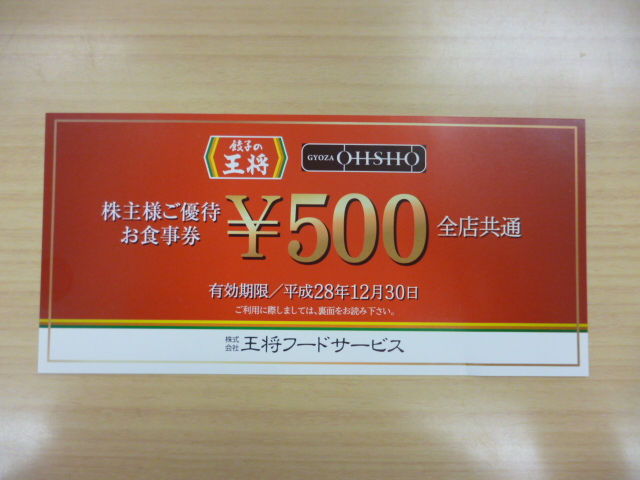 餃子の
王将
GYOZA OHSHO
株主様ご優待
お食事券
¥500
全店共通
有効期限／平成28年12月30日
ご利用に際しましては、裏面をお読み下さい。
株式会社 王将フードサービス